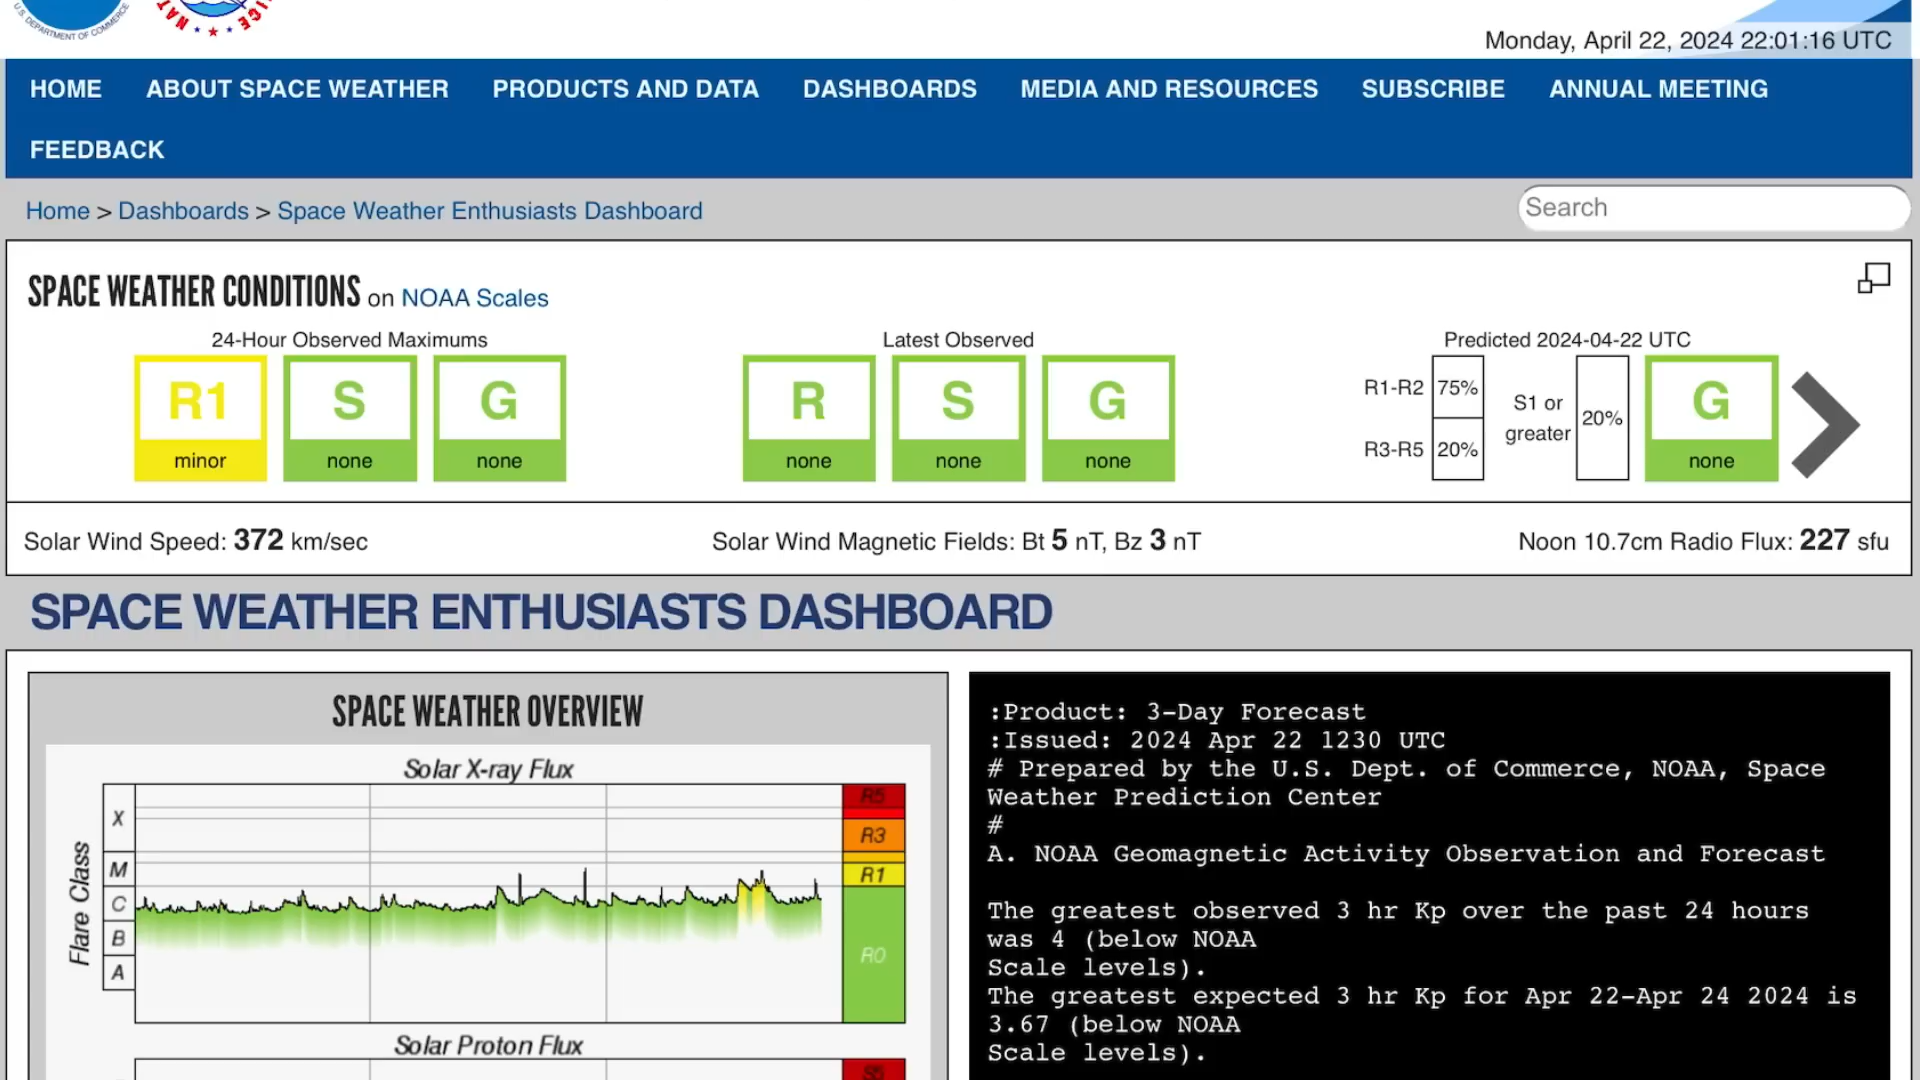 U.S. DEPARTMENT OF COMMERCE
Monday, April 22, 2024 22:01:16 UTC
HOME ABOUT SPACE WEATHER PRODUCTS AND DATA DASHBOARDS MEDIA AND RESOURCES SUBSCRIBE ANNUAL MEETING
FEEDBACK
Home > Dashboards > Space Weather Enthusiasts Dashboard
Search
SPACE WEATHER CONDITIONS on NOAA Scales
24-Hour Observed Maximums
R1 S G
minor none none
Latest Observed
R S G
none none none
Predicted 2024-04-22 UTC
R1-R2 75%
R3-R5 20%
S1 or
greater
20%
G
none
Solar Wind Speed: 372 km/sec
Solar Wind Magnetic Fields: Bt 5 nT, Bz 3 nT
Noon 10.7cm Radio Flux: 227 sfu
SPACE WEATHER ENTHUSIASTS DASHBOARD
SPACE WEATHER OVERVIEW
Solar X-ray Flux
Flare Class
X
M
C
B
A
R5
R3
R1
R0
Solar Proton Flux
S5
:Product: 3-Day Forecast
:Issued: 2024 Apr 22 1230 UTC
# Prepared by the U.S. Dept. of Commerce, NOAA, Space
Weather Prediction Center
#
A. NOAA Geomagnetic Activity Observation and Forecast
The greatest observed 3 hr Kp over the past 24 hours
was 4 (below NOAA
Scale levels).
The greatest expected 3 hr Kp for Apr 22-Apr 24 2024 is
3.67 (below NOAA
Scale levels).